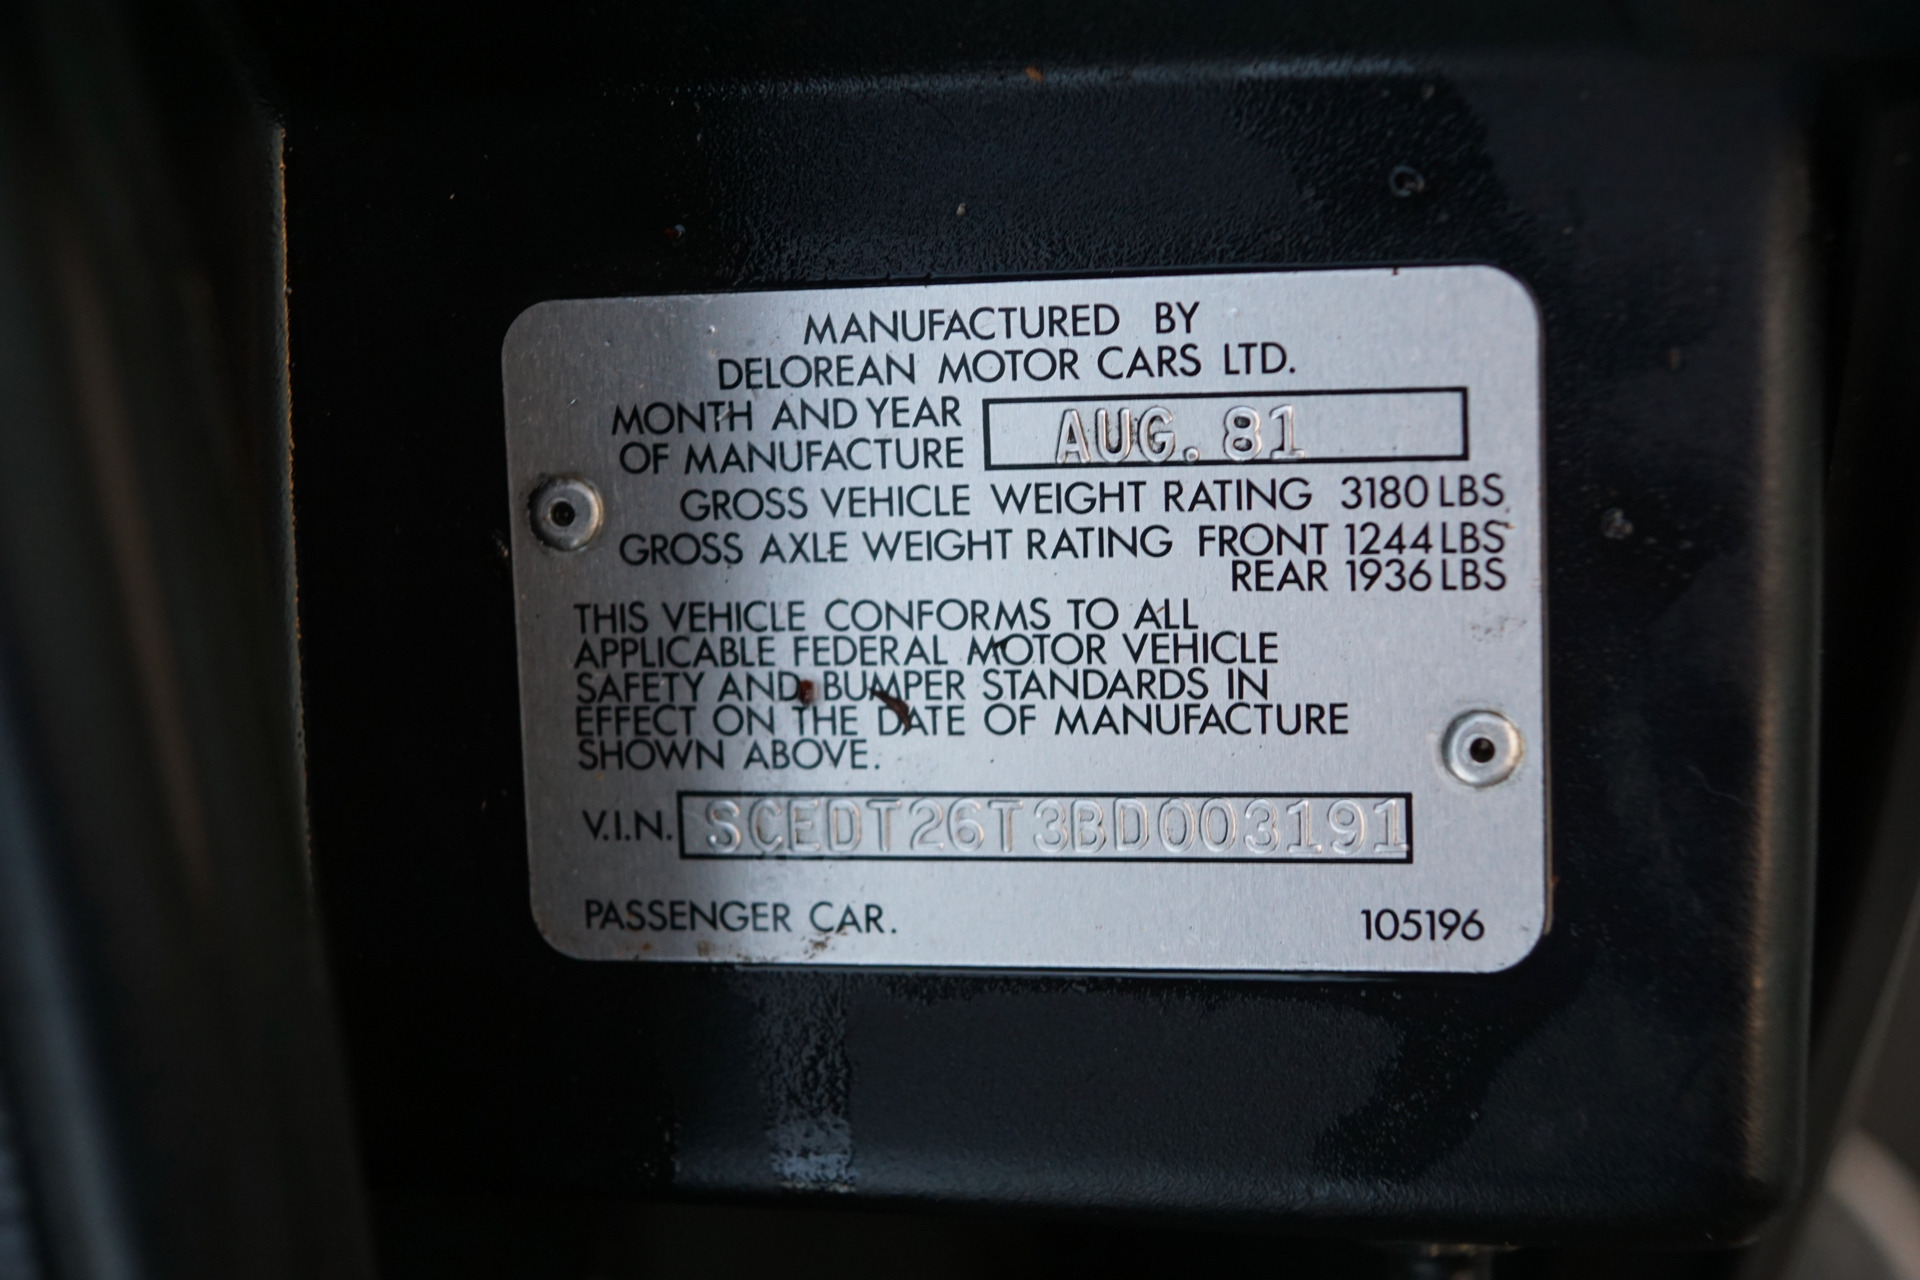 MANUFACTURED BY
DELOREAN MOTOR CARS LTD.
MONTH AND YEAR
OF MANUFACTURE AUG. 81
GROSS VEHICLE WEIGHT RATING 3180 LBS
GROSS AXLE WEIGHT RATING FRONT 1244 LBS
REAR 1936 LBS
THIS VEHICLE CONFORMS TO ALL
APPLICABLE FEDERAL MOTOR VEHICLE
SAFETY AND BUMPER STANDARDS IN
EFFECT ON THE DATE OF MANUFACTURE
SHOWN ABOVE.
V.I.N. SCEDT26T3BD003191
PASSENGER CAR. 105196